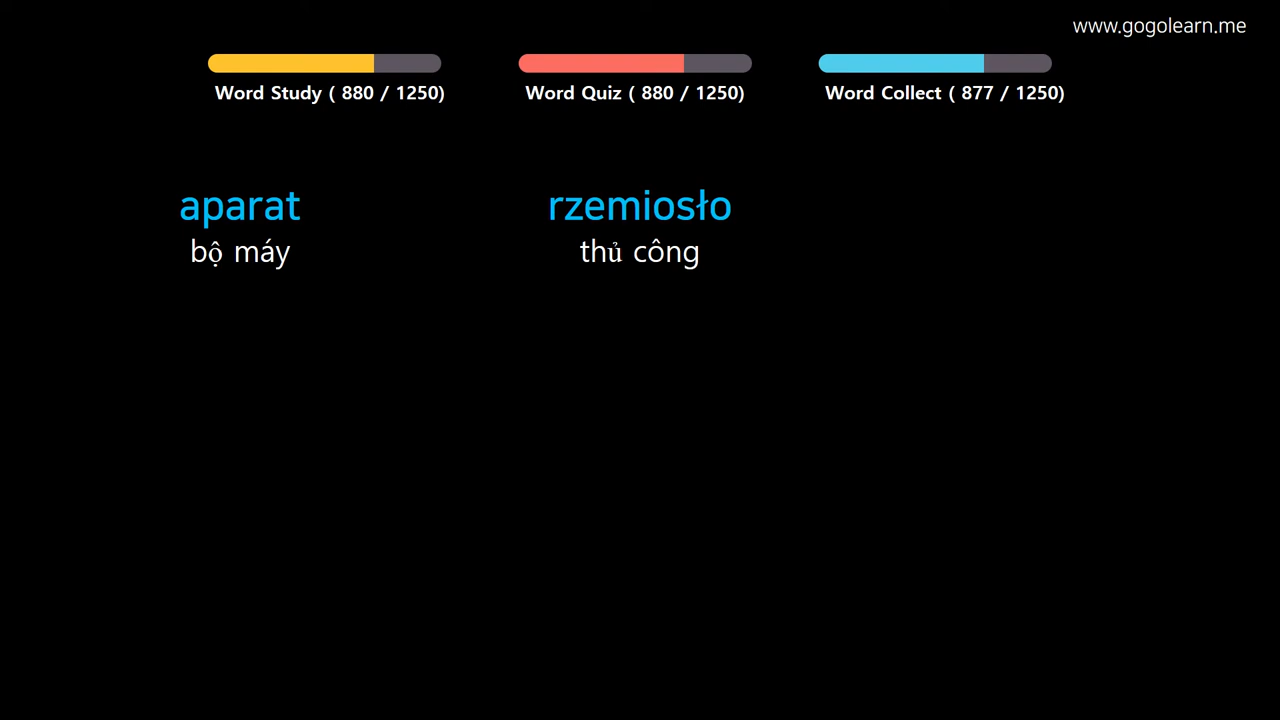 www.gogolearn.me
Word Study ( 880 / 1250)
Word Quiz ( 880 / 1250)
Word Collect ( 877 / 1250)
aparat
bộ máy
rzemiosło
thủ công